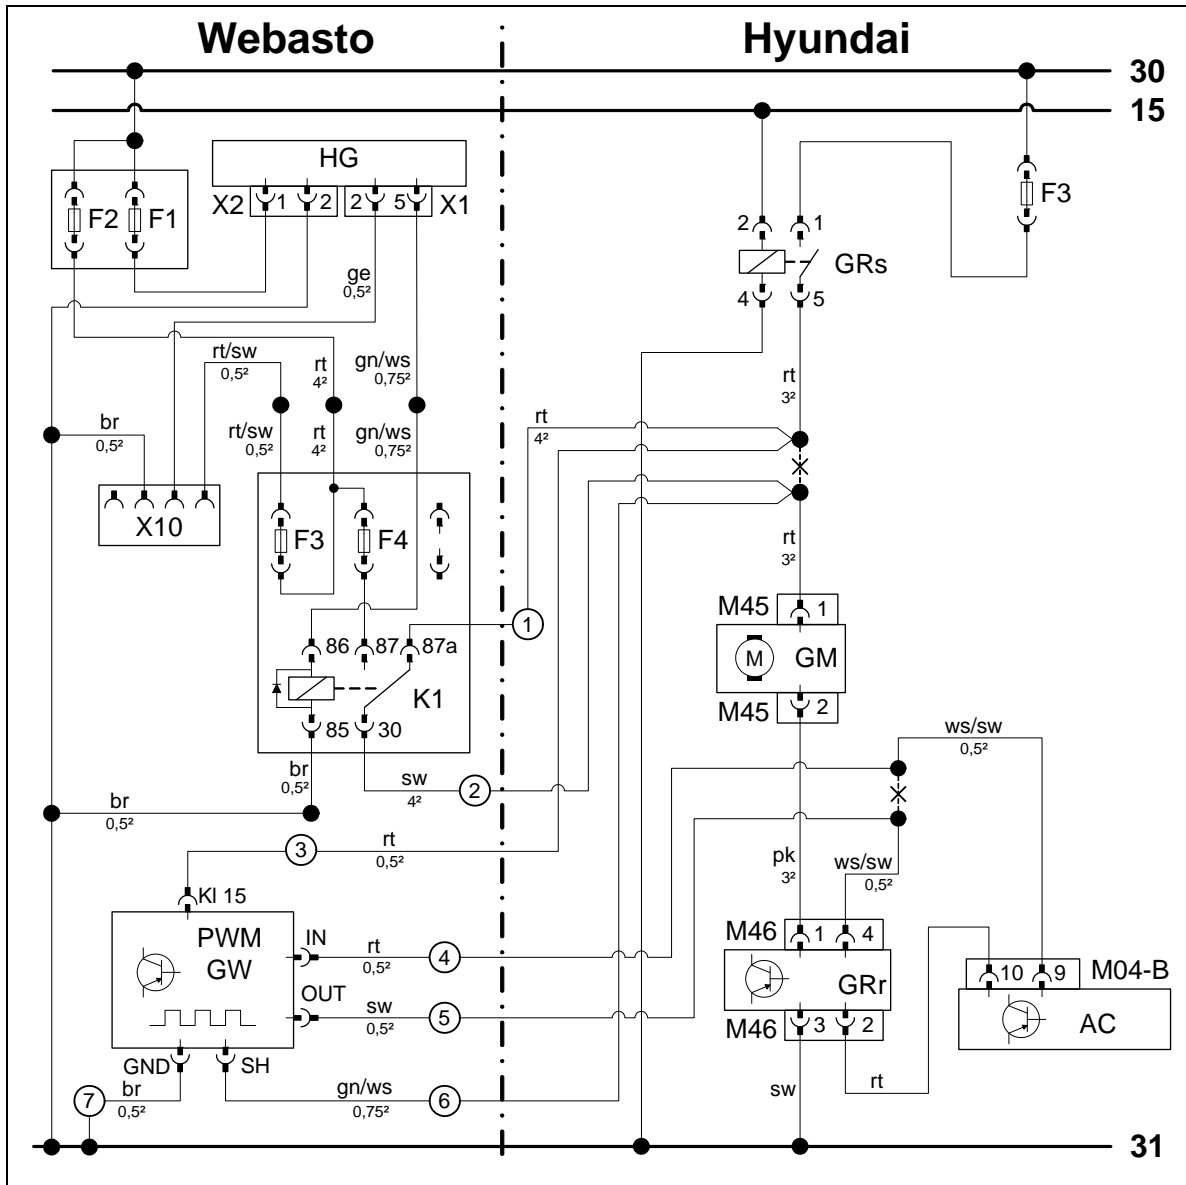 Webasto
Hyundai
30
15
HG
F2
F1
X2
1
2
2
5
X1
F3
2
1
GRs
4
5
ge
0,5²
rt/sw
0,5²
rt
4²
gn/ws
0,75²
rt
3²
br
0,5²
rt/sw
0,5²
rt
4²
gn/ws
0,75²
rt
4²
X10
F3
F4
rt
3²
M45
1
1
86
87
87a
M
GM
K1
M45
2
85
30
ws/sw
0,5²
br
0,5²
sw
4²
2
br
0,5²
3
rt
0,5²
pk
3²
ws/sw
0,5²
Kl 15
PWM
GW
IN
rt
0,5²
4
M46
1
4
OUT
sw
0,5²
5
GRr
10
9
M04-B
M46
3
2
AC
GND
SH
7
br
0,5²
gn/ws
0,75²
6
sw
rt
31